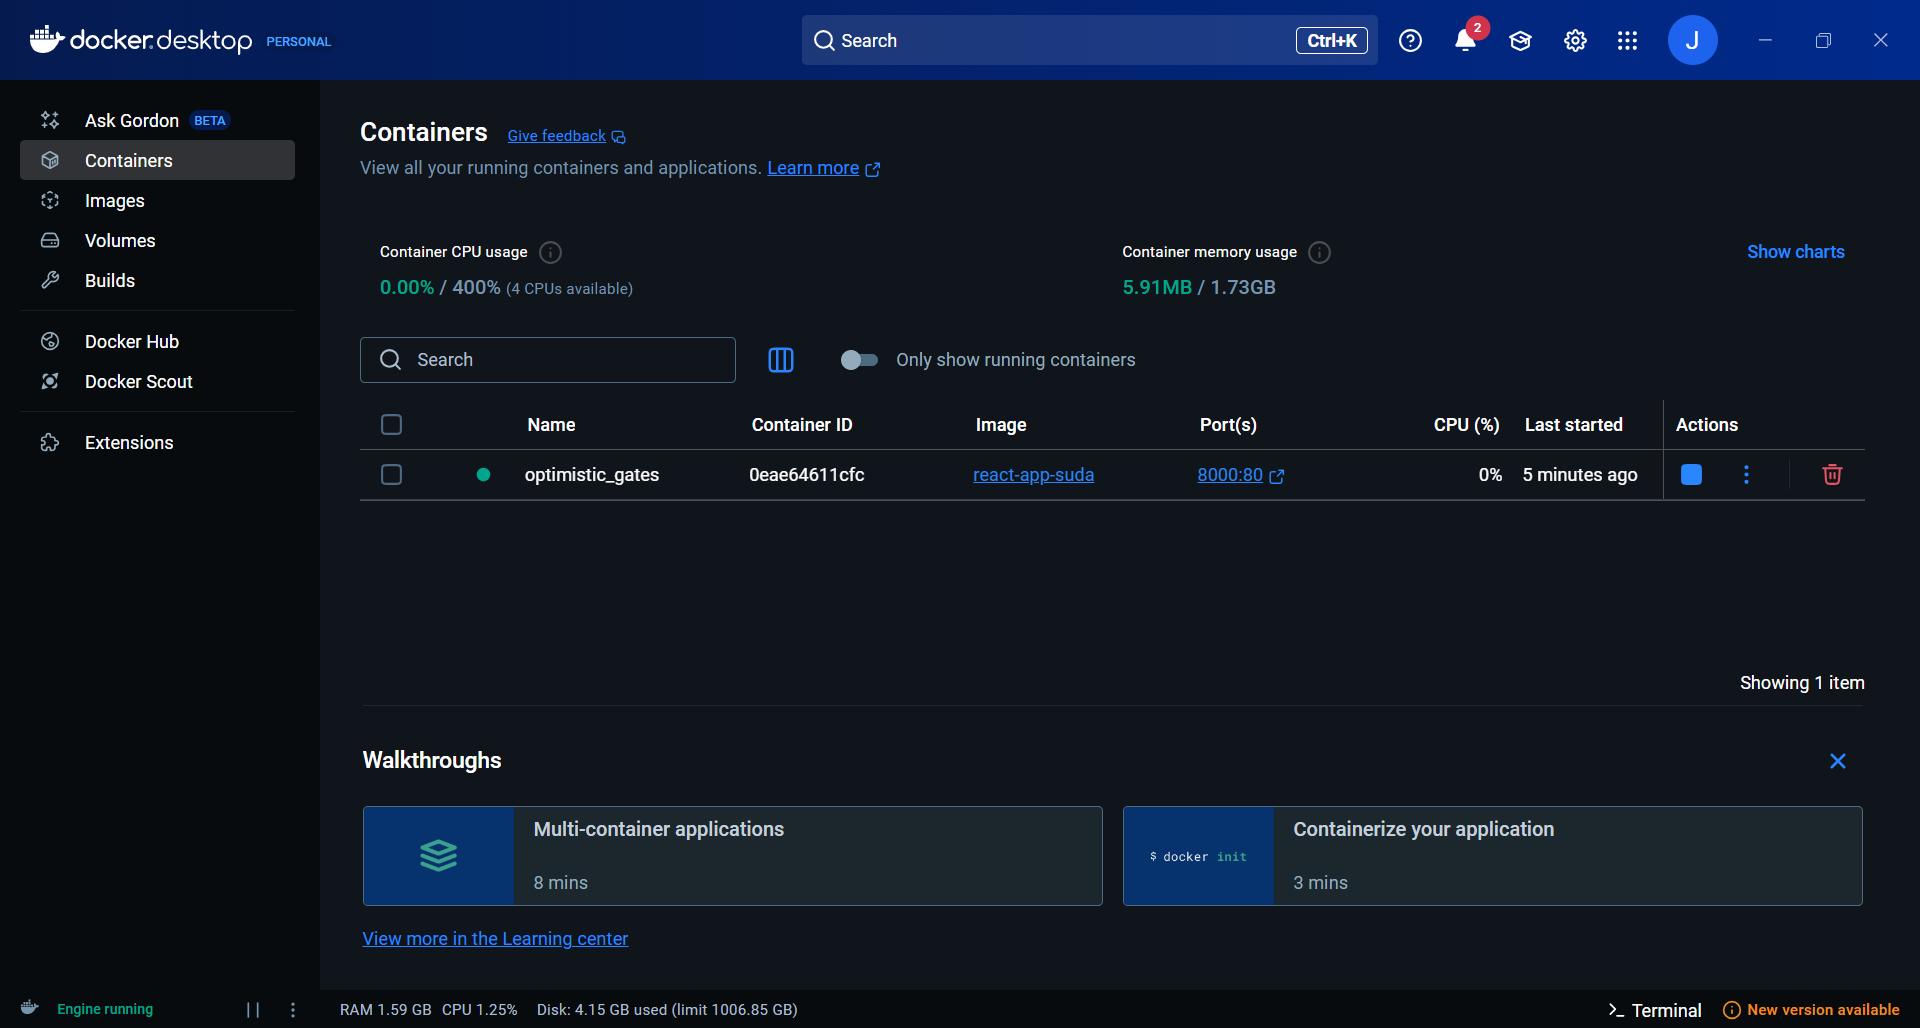 docker.desktop PERSONAL
Search
Ctrl+K
2
J
Ask Gordon BETA
Containers
Images
Volumes
Builds
Docker Hub
Docker Scout
Extensions
Containers Give feedback
View all your running containers and applications. Learn more
Container CPU usage
0.00% / 400% (4 CPUs available)
Container memory usage
5.91MB / 1.73GB
Show charts
Search
Only show running containers
Name Container ID Image Port(s) CPU (%) Last started Actions
optimistic_gates 0eae64611cfc react-app-suda 8000:80 0% 5 minutes ago
Showing 1 item
Walkthroughs
Multi-container applications
8 mins
$ docker init
Containerize your application
3 mins
View more in the Learning center
Engine running
RAM 1.59 GB CPU 1.25% Disk: 4.15 GB used (limit 1006.85 GB)
Terminal
New version available